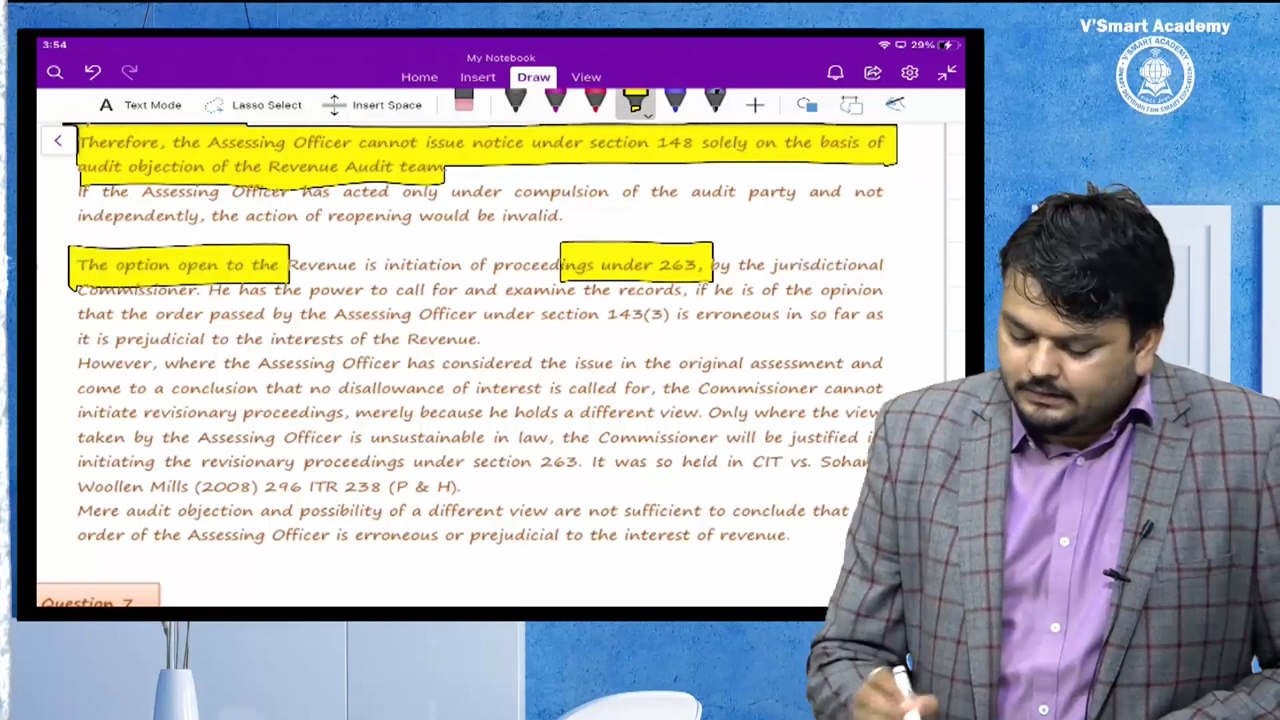 V'Smart Academy
3:54
29%
My Notebook
Home Insert Draw View
Text Mode Lasso Select Insert Space
Therefore, the Assessing Officer cannot issue notice under section 148 solely on the basis of
audit objection of the Revenue Audit team
If the Assessing Officer has acted only under compulsion of the audit party and not
independently, the action of reopening would be invalid.
The option open to the Revenue is initiation of proceedings under 263, by the jurisdictional
Commissioner. He has the power to call for and examine the records, if he is of the opinion
that the order passed by the Assessing Officer under section 143(3) is erroneous in so far as
it is prejudicial to the interests of the Revenue.
However, where the Assessing Officer has considered the issue in the original assessment and
come to a conclusion that no disallowance of interest is called for, the Commissioner cannot
initiate revisionary proceedings, merely because he holds a different view. Only where the view
taken by the Assessing Officer is unsustainable in law, the Commissioner will be justified
initiating the revisionary proceedings under section 263. It was so held in CIT vs. Sohan
Woollen Mills (2008) 296 ITR 238 (P & H).
Mere audit objection and possibility of a different view are not sufficient to conclude that
order of the Assessing Officer is erroneous or prejudicial to the interest of revenue.
Question 7